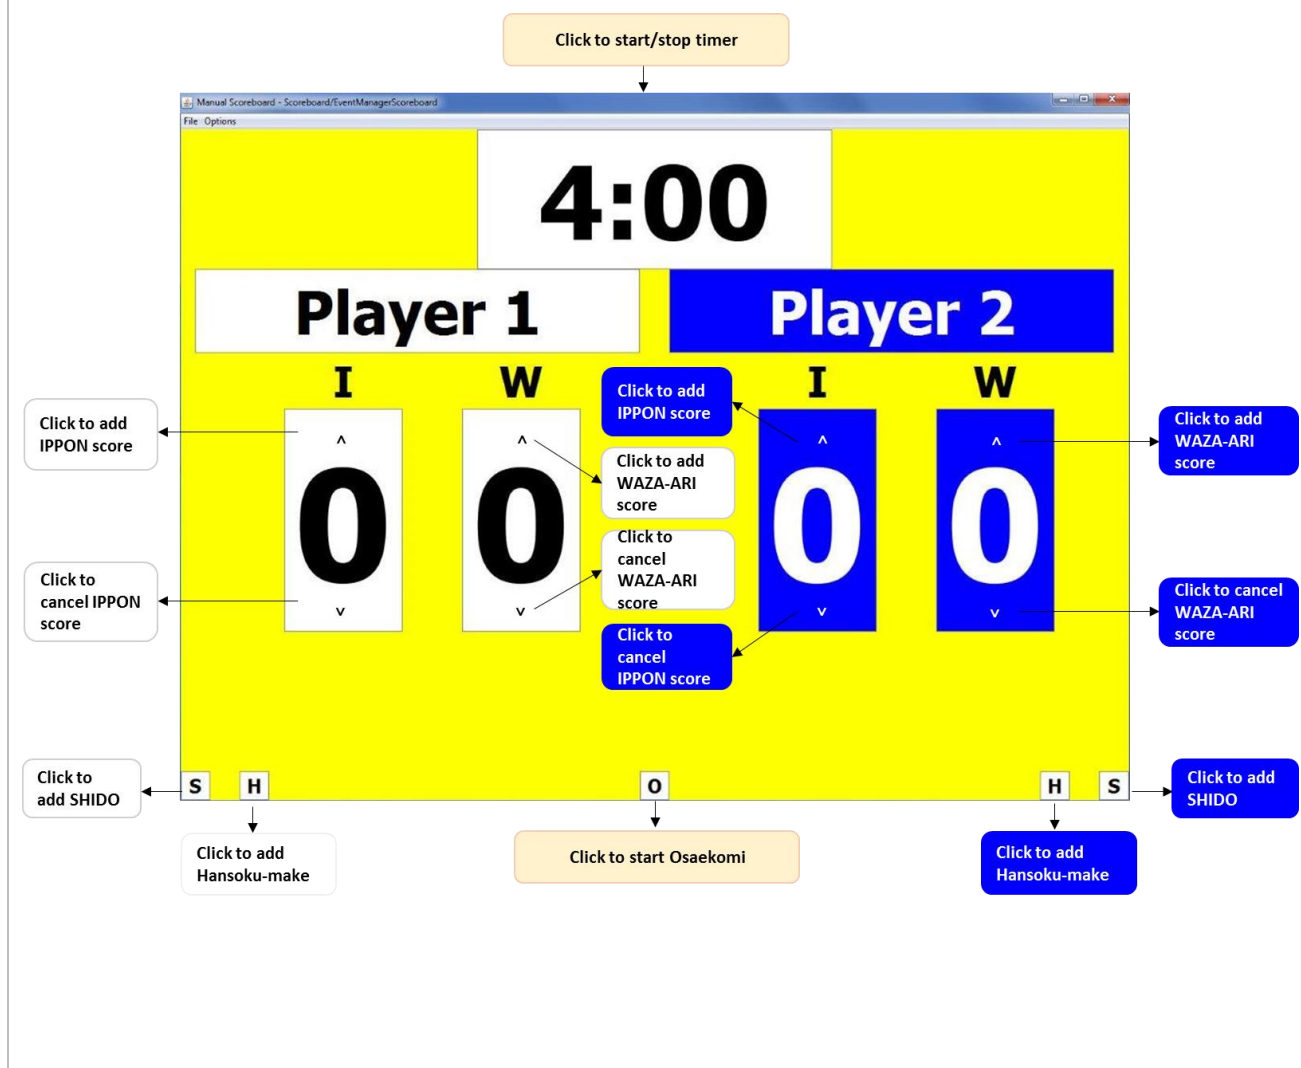 Click to start/stop timer
Manual Scoreboard - Scoreboard/EventManagerScoreboard
File Options
4:00
Player 1
Player 2
I
W
I
W
Click to add
IPPON score
Click to add
IPPON score
Click to add
WAZA-ARI
score
Click to add
WAZA-ARI
score
^
^
^
^
0
0
0
0
v
v
v
v
Click to
cancel IPPON
score
Click to
cancel
WAZA-ARI
score
Click to
cancel
IPPON score
Click to cancel
WAZA-ARI
score
Click to
add SHIDO
S
H
O
H
S
Click to add
SHIDO
Click to add
Hansoku-make
Click to start Osaekomi
Click to add
Hansoku-make